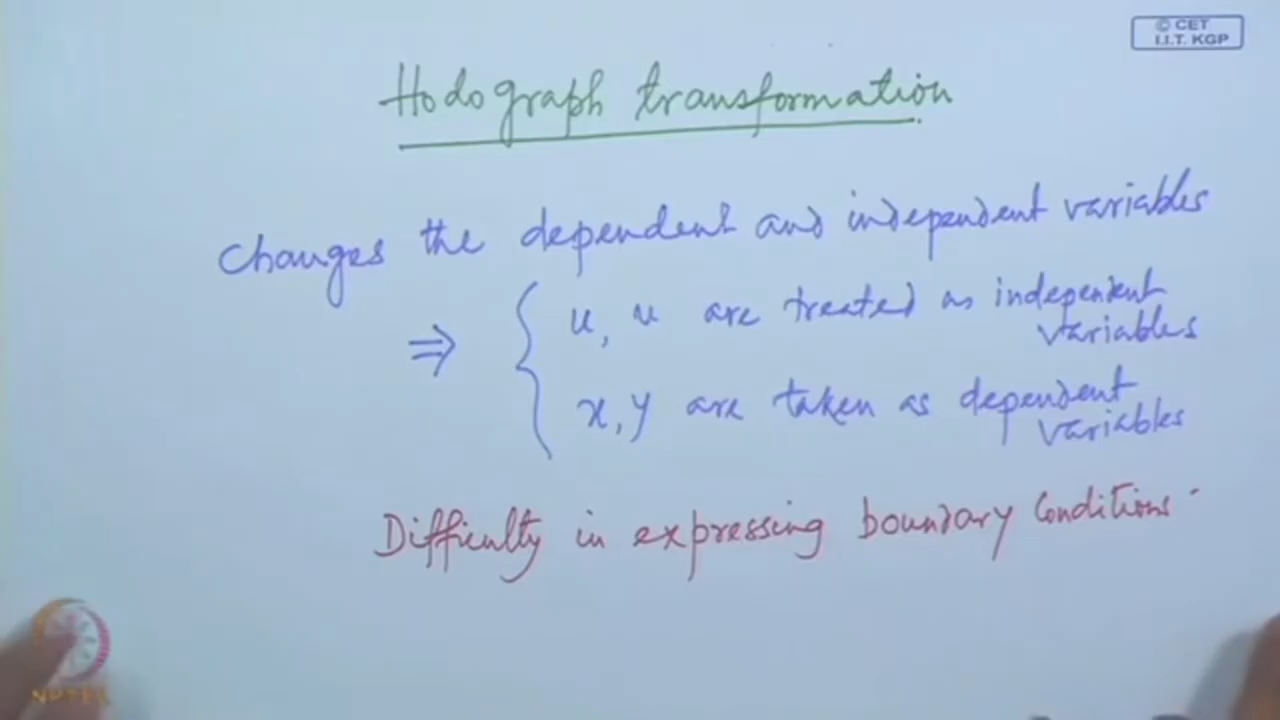 © CET
I.I.T. KGP
Hodograph transformation
Changes the dependent and independent variables
⇒ { u, u are treated as independent
variables
x, y are taken as dependent
variables
Difficulty in expressing boundary Conditions.
NPTEL